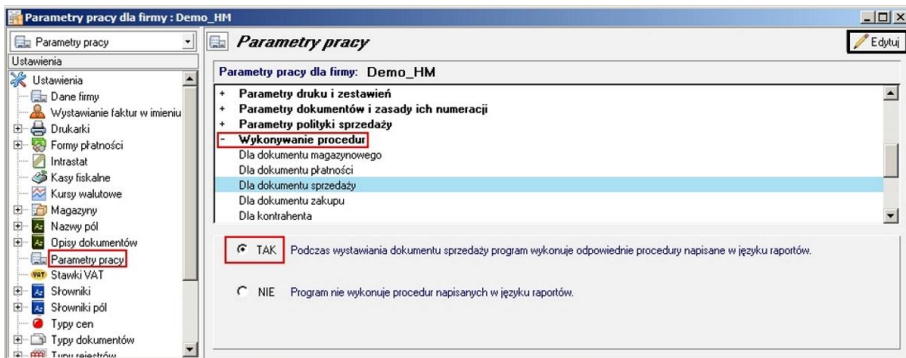 Parametry pracy dla firmy : Demo_HM
Parametry pracy
Ustawienia
Ustawienia
Dane firmy
Wystawianie faktur w imieniu
Drukarki
Formy płatności
Intrastat
Kasy fiskalne
Kursy walutowe
Magazyny
Nazwy pól
Opisy dokumentów
Parametry pracy
Stawki VAT
Słowniki
Słowniki pól
Typy cen
Typy dokumentów
Typy rejestrów
Parametry pracy
Edytuj
Parametry pracy dla firmy: Demo_HM
+ Parametry druku i zestawień
+ Parametry dokumentów i zasady ich numeracji
+ Parametry polityki sprzedaży
- Wykonywanie procedur
Dla dokumentu magazynowego
Dla dokumentu płatności
Dla dokumentu sprzedaży
Dla dokumentu zakupu
Dla kontrahenta
TAK Podczas wystawiania dokumentu sprzedaży program wykonuje odpowiednie procedury napisane w języku raportów.
NIE Program nie wykonuje procedur napisanych w języku raportów.